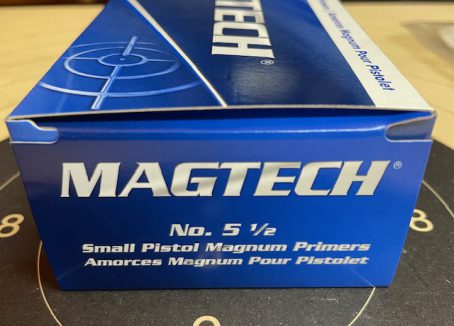 TECH®
Amorces Magnum Pour Pistolet
MAGTECH®
No. 5 ½
Small Pistol Magnum Primers
Amorces Magnum Pour Pistolet
8
9
8